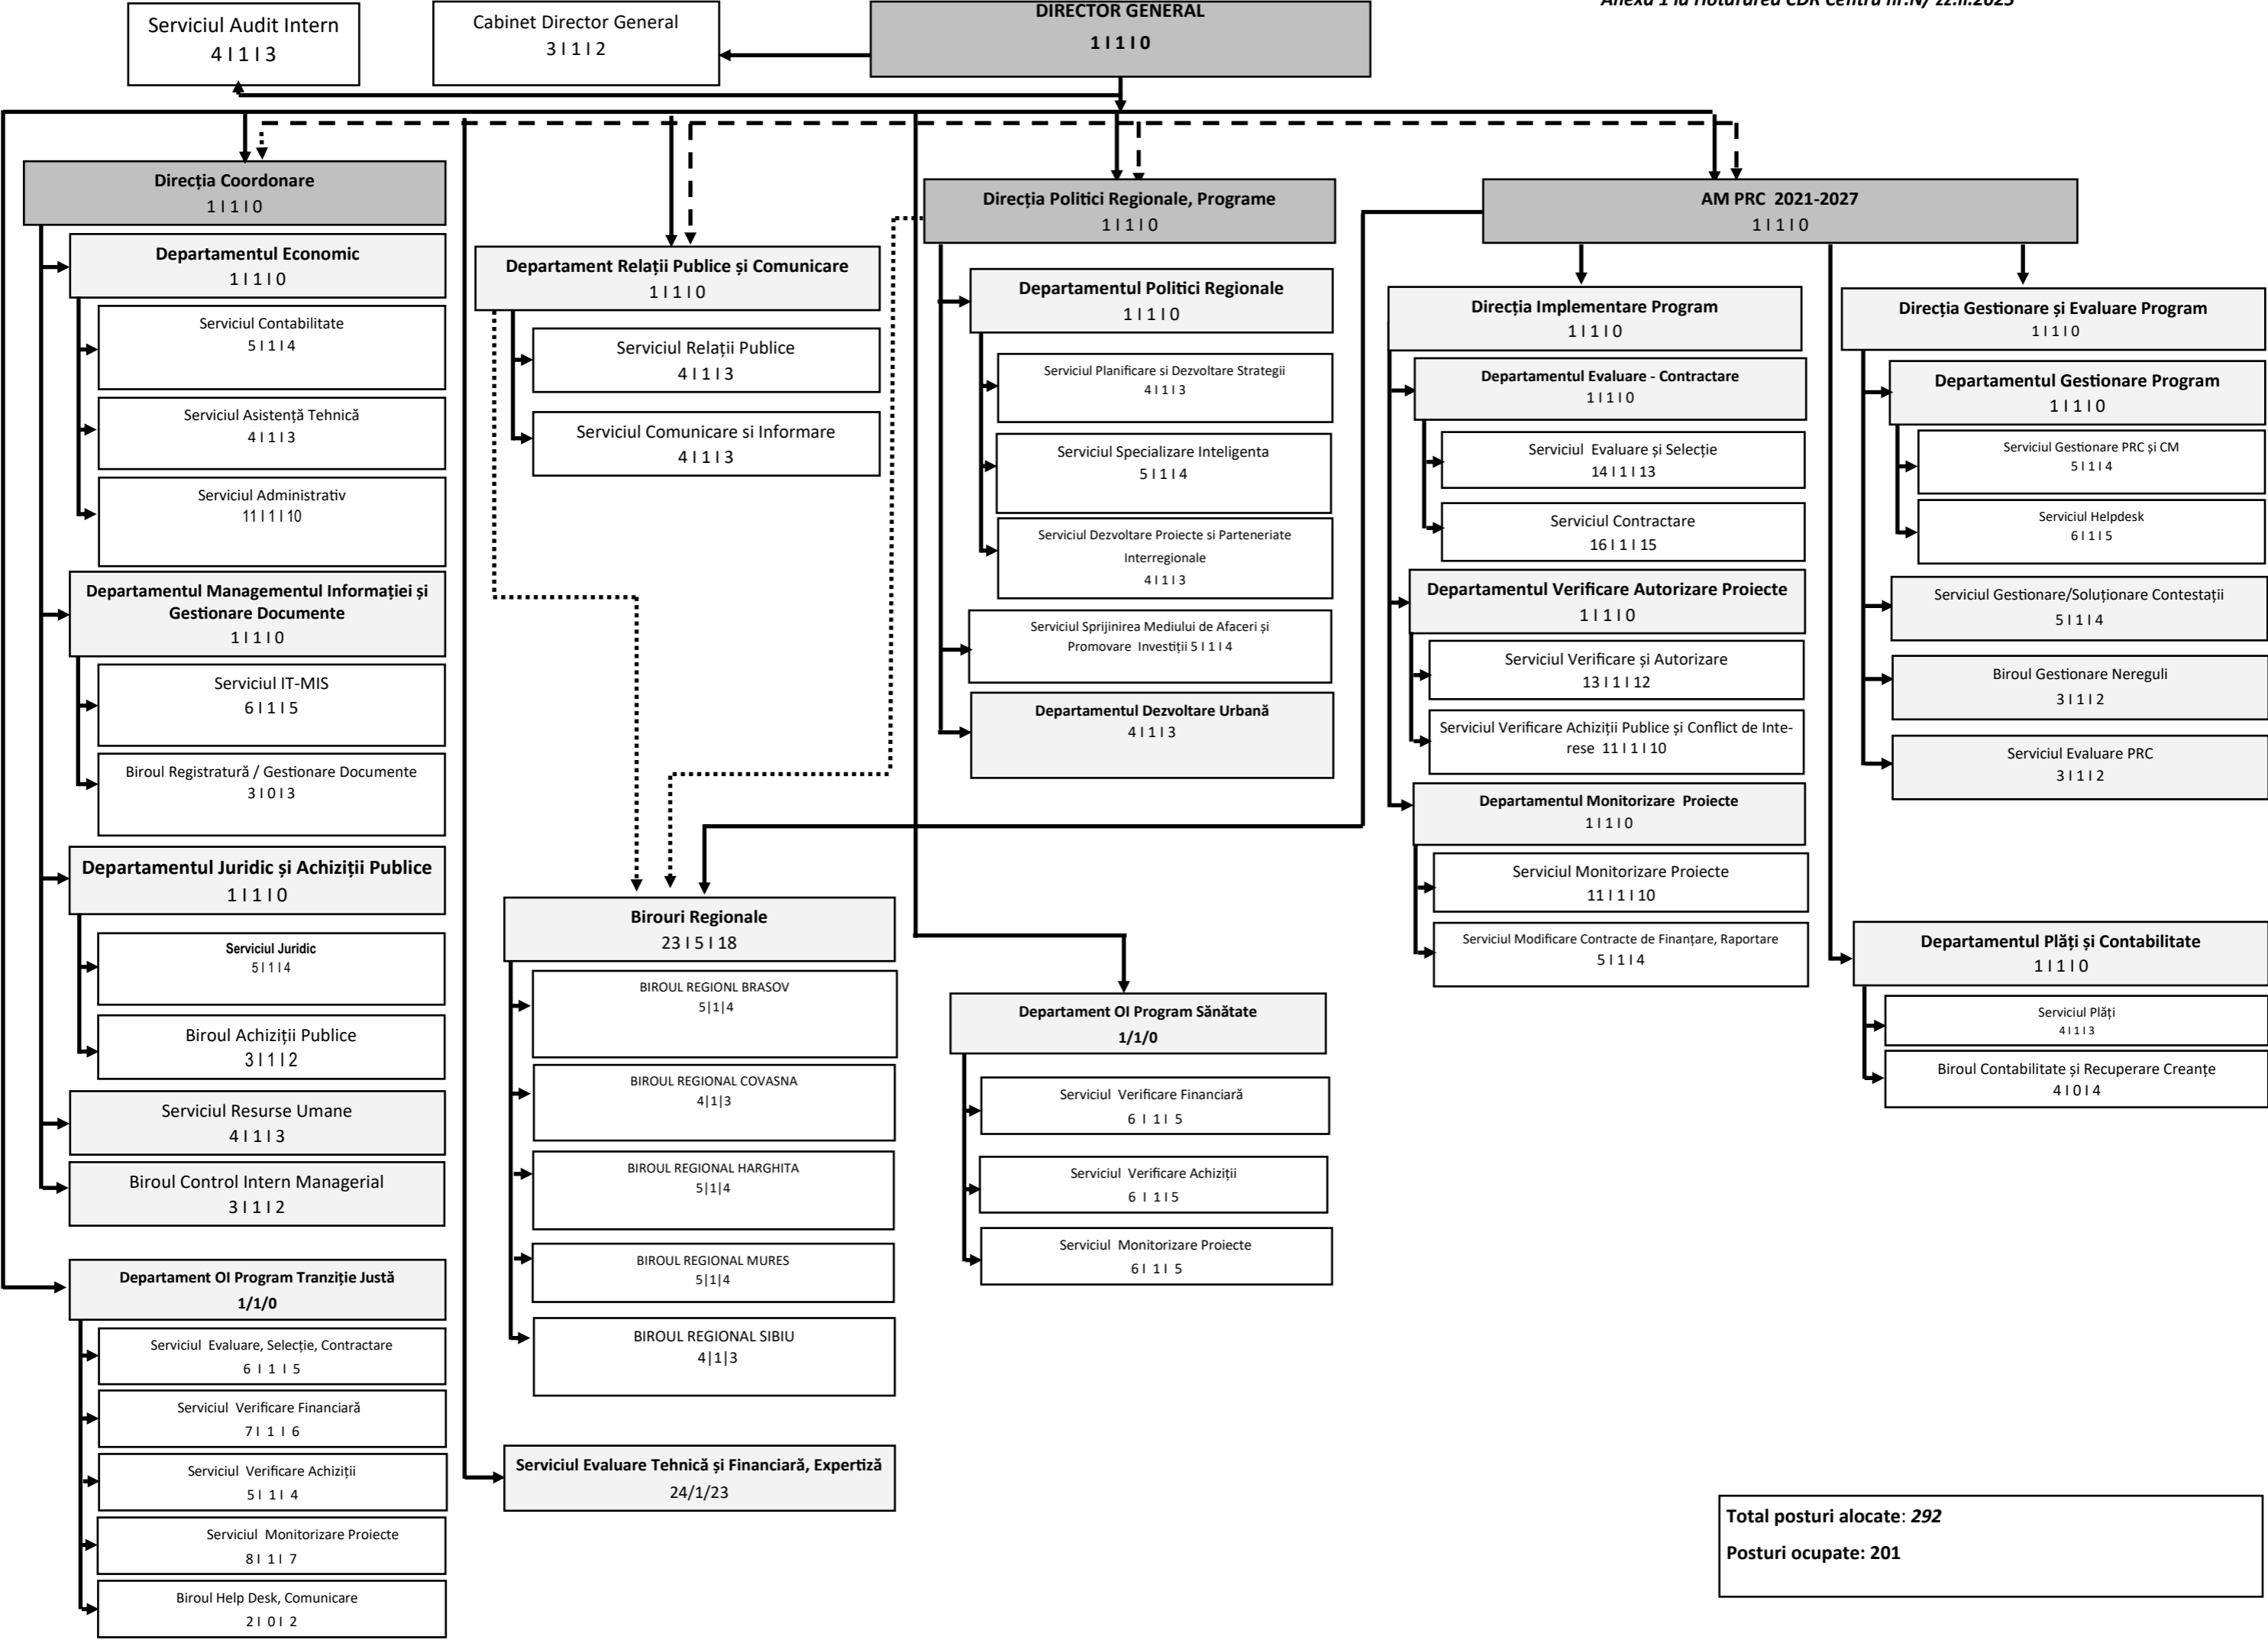 Serviciul Audit Intern
4 I 1 I 3
Cabinet Director General
3 I 1 I 2
DIRECTOR GENERAL
1 I 1 I 0
Direcția Coordonare
1 I 1 I 0
Departamentul Economic
1 I 1 I 0
Serviciul Contabilitate
5 I 1 I 4
Serviciul Asistență Tehnică
4 I 1 I 3
Serviciul Administrativ
11 I 1 I 10
Departamentul Managementul Informației și
Gestionare Documente
1 I 1 I 0
Serviciul IT-MIS
6 I 1 I 5
Biroul Registratură / Gestionare Documente
3 I 0 I 3
Departamentul Juridic și Achiziții Publice
1 I 1 I 0
Serviciul Juridic
5 I 1 I 4
Biroul Achiziții Publice
3 I 1 I 2
Serviciul Resurse Umane
4 I 1 I 3
Biroul Control Intern Managerial
3 I 1 I 2
Departament OI Program Tranziție Justă
1/1/0
Serviciul Evaluare, Selecție, Contractare
6 I 1 I 5
Serviciul Verificare Financiară
7 I 1 I 6
Serviciul Verificare Achiziții
5 I 1 I 4
Serviciul Monitorizare Proiecte
8 I 1 I 7
Biroul Help Desk, Comunicare
2 I 0 I 2
Departament Relații Publice și Comunicare
1 I 1 I 0
Serviciul Relații Publice
4 I 1 I 3
Serviciul Comunicare si Informare
4 I 1 I 3
Birouri Regionale
23 I 5 I 18
BIROUL REGIONL BRASOV
5|1|4
BIROUL REGIONAL COVASNA
4|1|3
BIROUL REGIONAL HARGHITA
5|1|4
BIROUL REGIONAL MURES
5|1|4
BIROUL REGIONAL SIBIU
4|1|3
Serviciul Evaluare Tehnică și Financiară, Expertiză
24/1/23
Direcția Politici Regionale, Programe
1 I 1 I 0
Departamentul Politici Regionale
1 I 1 I 0
Serviciul Planificare si Dezvoltare Strategii
4 I 1 I 3
Serviciul Specializare Inteligenta
5 I 1 I 4
Serviciul Dezvoltare Proiecte si Parteneriate
Interregionale
4 I 1 I 3
Serviciul Sprijinirea Mediului de Afaceri și
Promovare Investiții 5 I 1 I 4
Departamentul Dezvoltare Urbană
4 I 1 I 3
Departament OI Program Sănătate
1/1/0
Serviciul Verificare Financiară
6 I 1 I 5
Serviciul Verificare Achiziții
6 I 1 I 5
Serviciul Monitorizare Proiecte
6 I 1 I 5
AM PRC 2021-2027
1 I 1 I 0
Direcția Implementare Program
1 I 1 I 0
Departamentul Evaluare - Contractare
1 I 1 I 0
Serviciul Evaluare și Selecție
14 I 1 I 13
Serviciul Contractare
16 I 1 I 15
Departamentul Verificare Autorizare Proiecte
1 I 1 I 0
Serviciul Verificare și Autorizare
13 I 1 I 12
Serviciul Verificare Achiziții Publice și Conflict de Inte-
rese 11 I 1 I 10
Departamentul Monitorizare Proiecte
1 I 1 I 0
Serviciul Monitorizare Proiecte
11 I 1 I 10
Serviciul Modificare Contracte de Finanțare, Raportare
5 I 1 I 4
Direcția Gestionare și Evaluare Program
1 I 1 I 0
Departamentul Gestionare Program
1 I 1 I 0
Serviciul Gestionare PRC și CM
5 I 1 I 4
Serviciul Helpdesk
6 I 1 I 5
Serviciul Gestionare/Soluționare Contestații
5 I 1 I 4
Biroul Gestionare Nereguli
3 I 1 I 2
Serviciul Evaluare PRC
3 I 1 I 2
Departamentul Plăți și Contabilitate
1 I 1 I 0
Serviciul Plăți
4 I 1 I 3
Biroul Contabilitate și Recuperare Creanțe
4 I 0 I 4
Total posturi alocate: 292
Posturi ocupate: 201